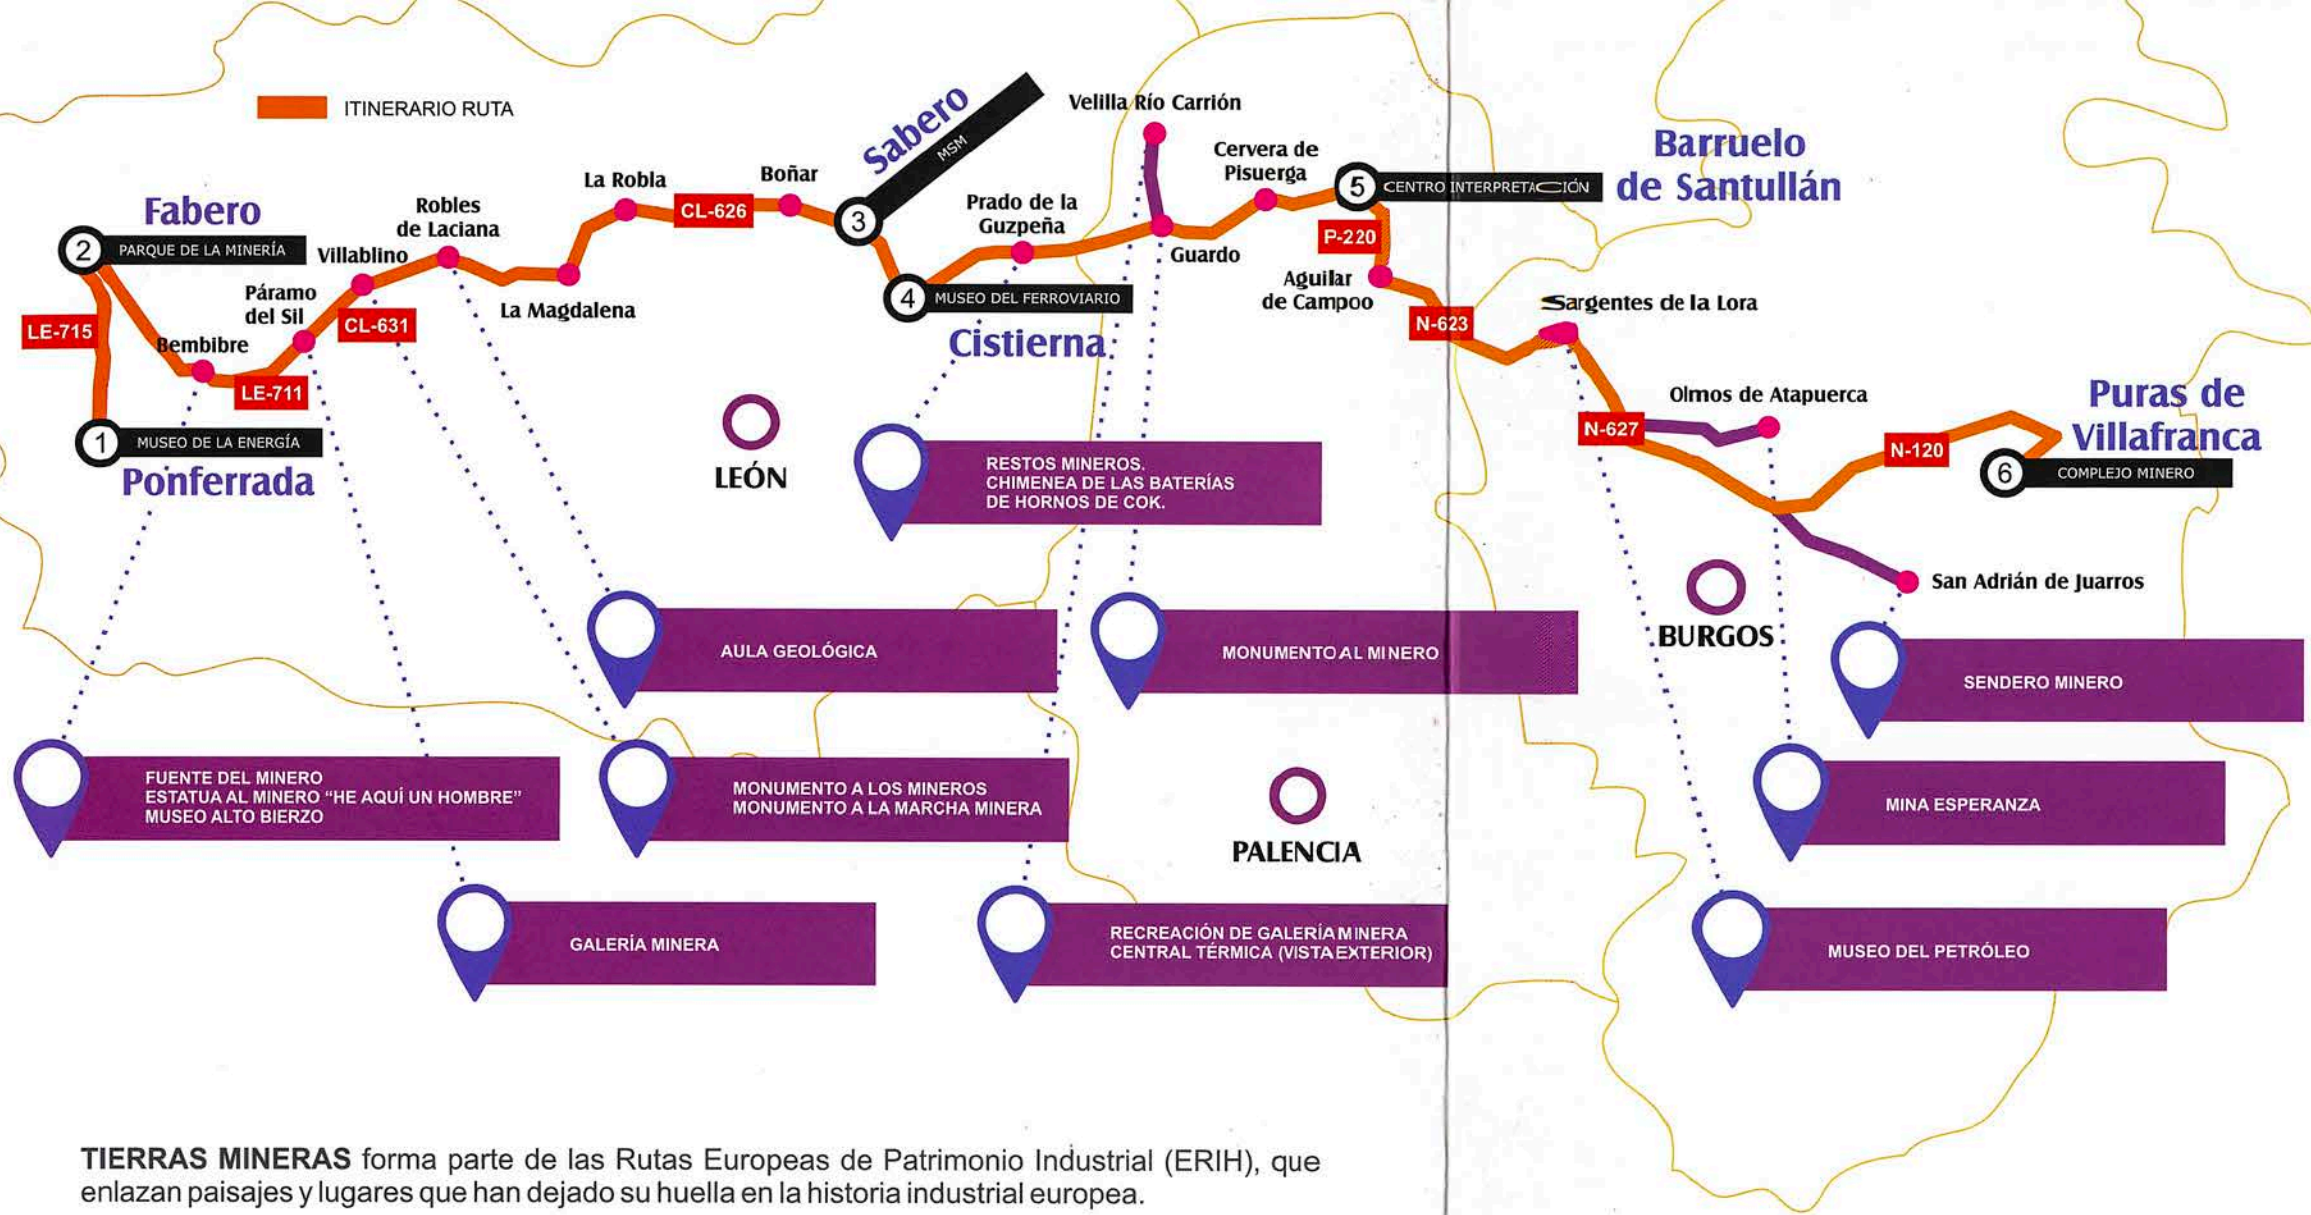 ITINERARIO RUTA
Fabero
2
PARQUE DE LA MINERÍA
LE-715
1
MUSEO DE LA ENERGÍA
Ponferrada
Bembibre
LE-711
Páramo
del Sil
Villablino
CL-631
Robles
de Laciana
La Magdalena
La Robla
CL-626
Boñar
Sabero
MSM
3
4
MUSEO DEL FERROVIARIO
Cistierna
Prado de la
Guzpeña
Velilla Río Carrión
Guardo
Cervera de
Pisuerga
5
CENTRO INTERPRETACIÓN
Barruelo
de Santullán
P-220
Aguilar
de Campoo
N-623
Sargentes de la Lora
N-627
Olmos de Atapuerca
N-120
Puras de
Villafranca
6
COMPLEJO MINERO
San Adrián de Juarros
LEÓN
BURGOS
PALENCIA
RESTOS MINEROS.
CHIMENEA DE LAS BATERÍAS
DE HORNOS DE COK.
AULA GEOLÓGICA
MONUMENTO AL MINERO
SENDERO MINERO
FUENTE DEL MINERO
ESTATUA AL MINERO “HE AQUÍ UN HOMBRE”
MUSEO ALTO BIERZO
MONUMENTO A LOS MINEROS
MONUMENTO A LA MARCHA MINERA
MINA ESPERANZA
GALERÍA MINERA
RECREACIÓN DE GALERÍA MINERA
CENTRAL TÉRMICA (VISTA EXTERIOR)
MUSEO DEL PETRÓLEO
TIERRAS MINERAS forma parte de las Rutas Europeas de Patrimonio Industrial (ERIH), que
enlazan paisajes y lugares que han dejado su huella en la historia industrial europea.